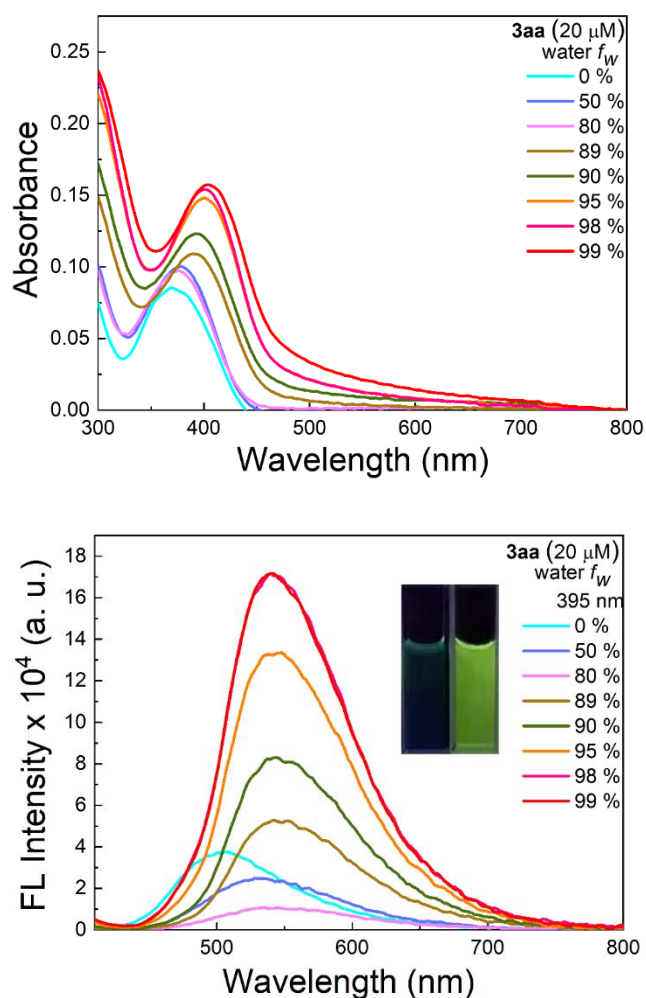 3aa (20 μM)
water fw
0 %
50 %
80 %
89 %
90 %
95 %
98 %
99 %
Absorbance
0.25
0.20
0.15
0.10
0.05
0.00
300 400 500 600 700 800
Wavelength (nm)
3aa (20 μM)
water fw
395 nm
0 %
50 %
80 %
89 %
90 %
95 %
98 %
99 %
FL Intensity x 10⁴ (a. u.)
18
16
14
12
10
8
6
4
2
0
500 600 700 800
Wavelength (nm)